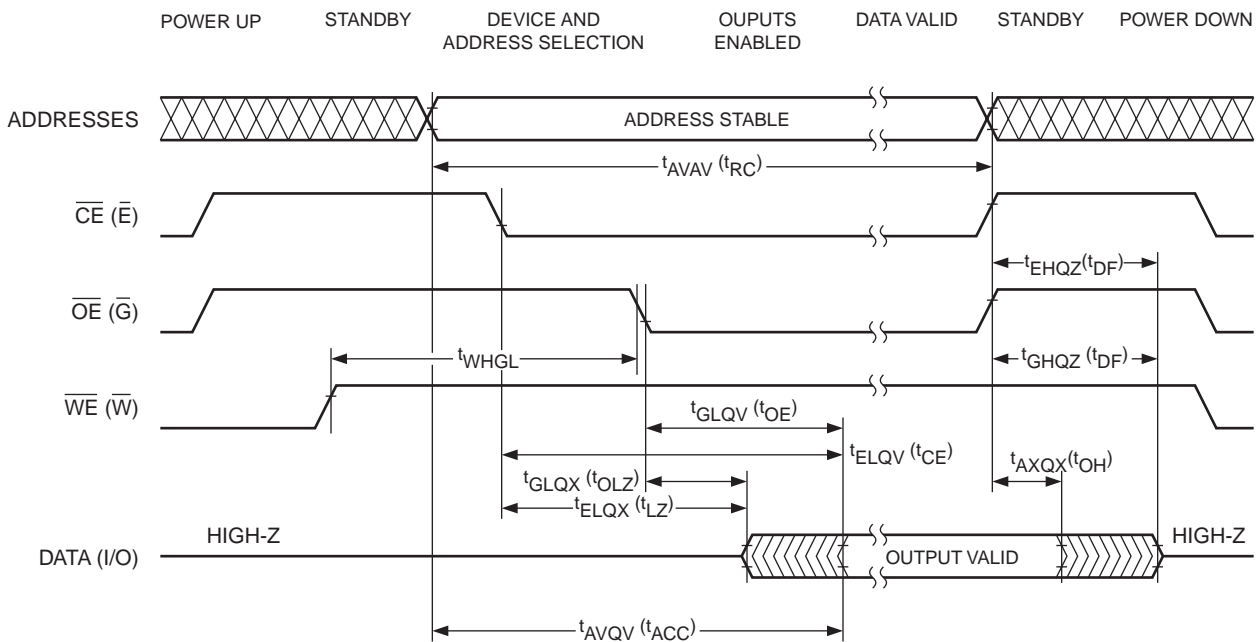 POWER UP STANDBY DEVICE AND ADDRESS SELECTION OUPUTS ENABLED DATA VALID STANDBY POWER DOWN
ADDRESSES
ADDRESS STABLE
tAVAV (tRC)
CE (E)
tEHQZ(tDF)
OE (G)
tWHGL
tGHQZ (tDF)
WE (W)
tGLQV (tOE)
tELQV (tCE)
tAXQX(tOH)
tGLQX (tOLZ)
tELQX (tLZ)
HIGH-Z
HIGH-Z
DATA (I/O)
OUTPUT VALID
tAVQV (tACC)